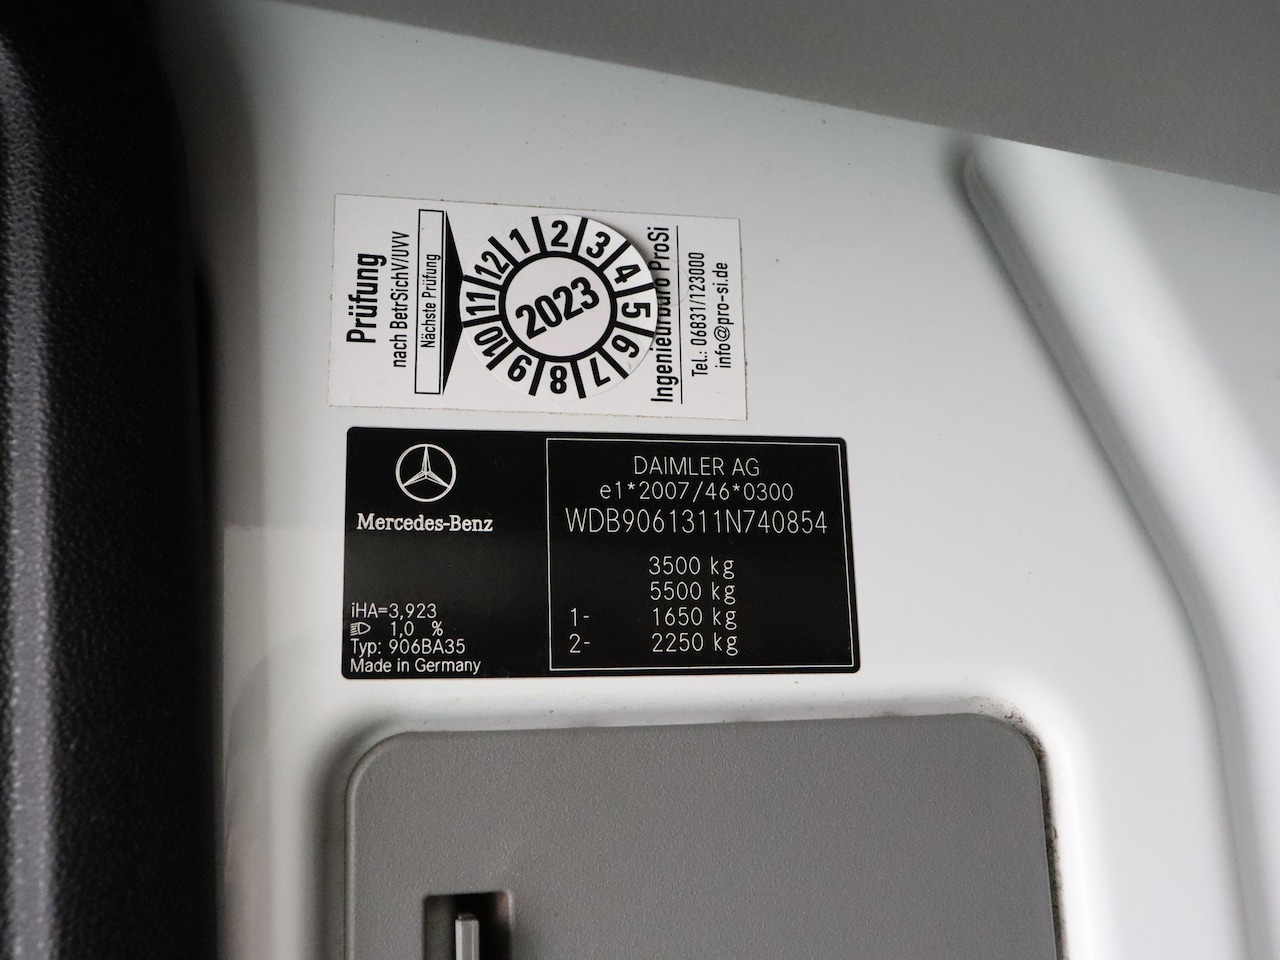 Prüfung
nach BetrSichV/UVV
Nächste Prüfung
1 2 3 4 5 6 7 8 9 10 11 12
2023
Ingenieurbüro ProSi
Tel.: 06831/123000
info@pro-si.de
Mercedes-Benz
iHA=3,923
1,0 %
Typ: 906BA35
Made in Germany
DAIMLER AG
e1*2007/46*0300
WDB9061311N740854
3500 kg
5500 kg
1- 1650 kg
2- 2250 kg